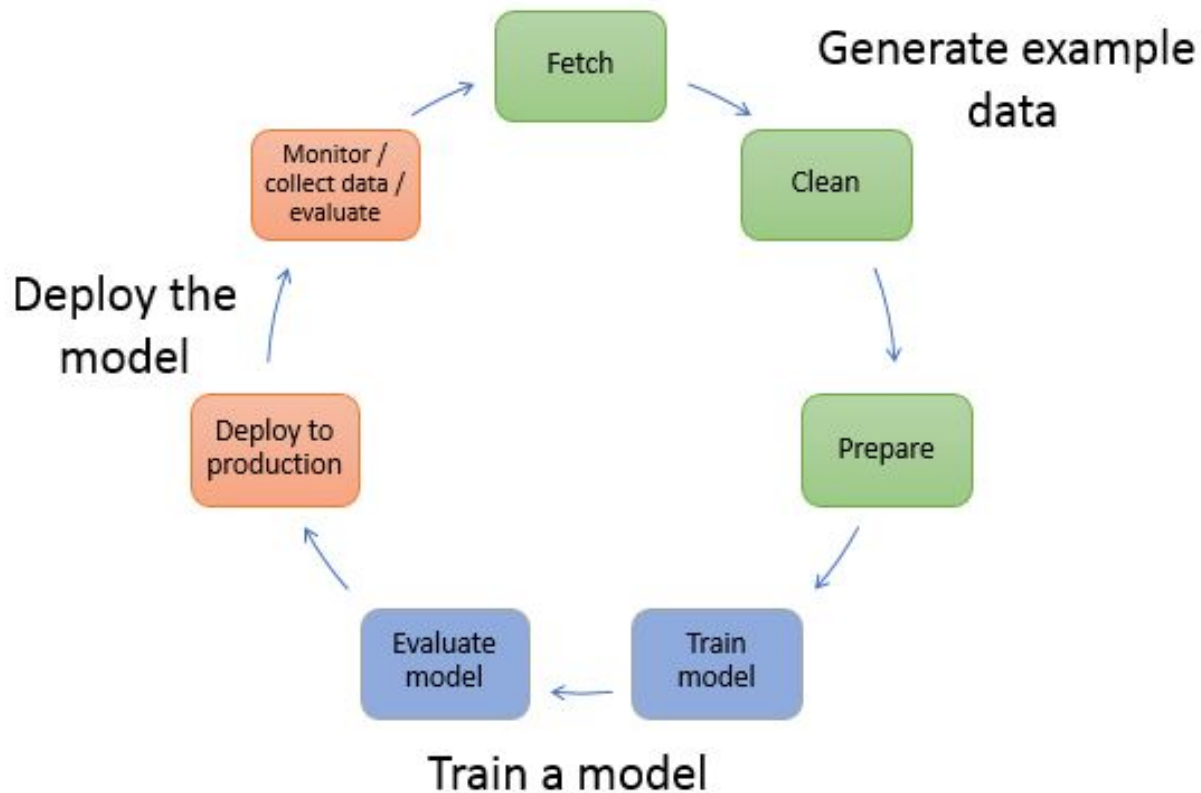 Fetch
Generate example
data
Clean
Prepare
Train
model
Evaluate
model
Train a model
Deploy to
production
Deploy the
model
Monitor /
collect data /
evaluate